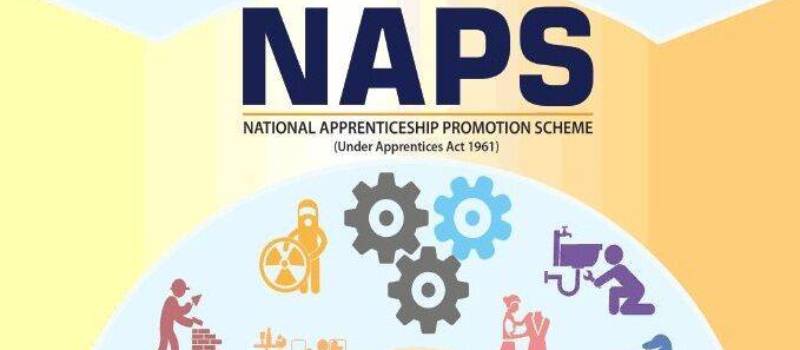 NAPS
NATIONAL APPRENTICESHIP PROMOTION SCHEME
(Under Apprentices Act 1961)